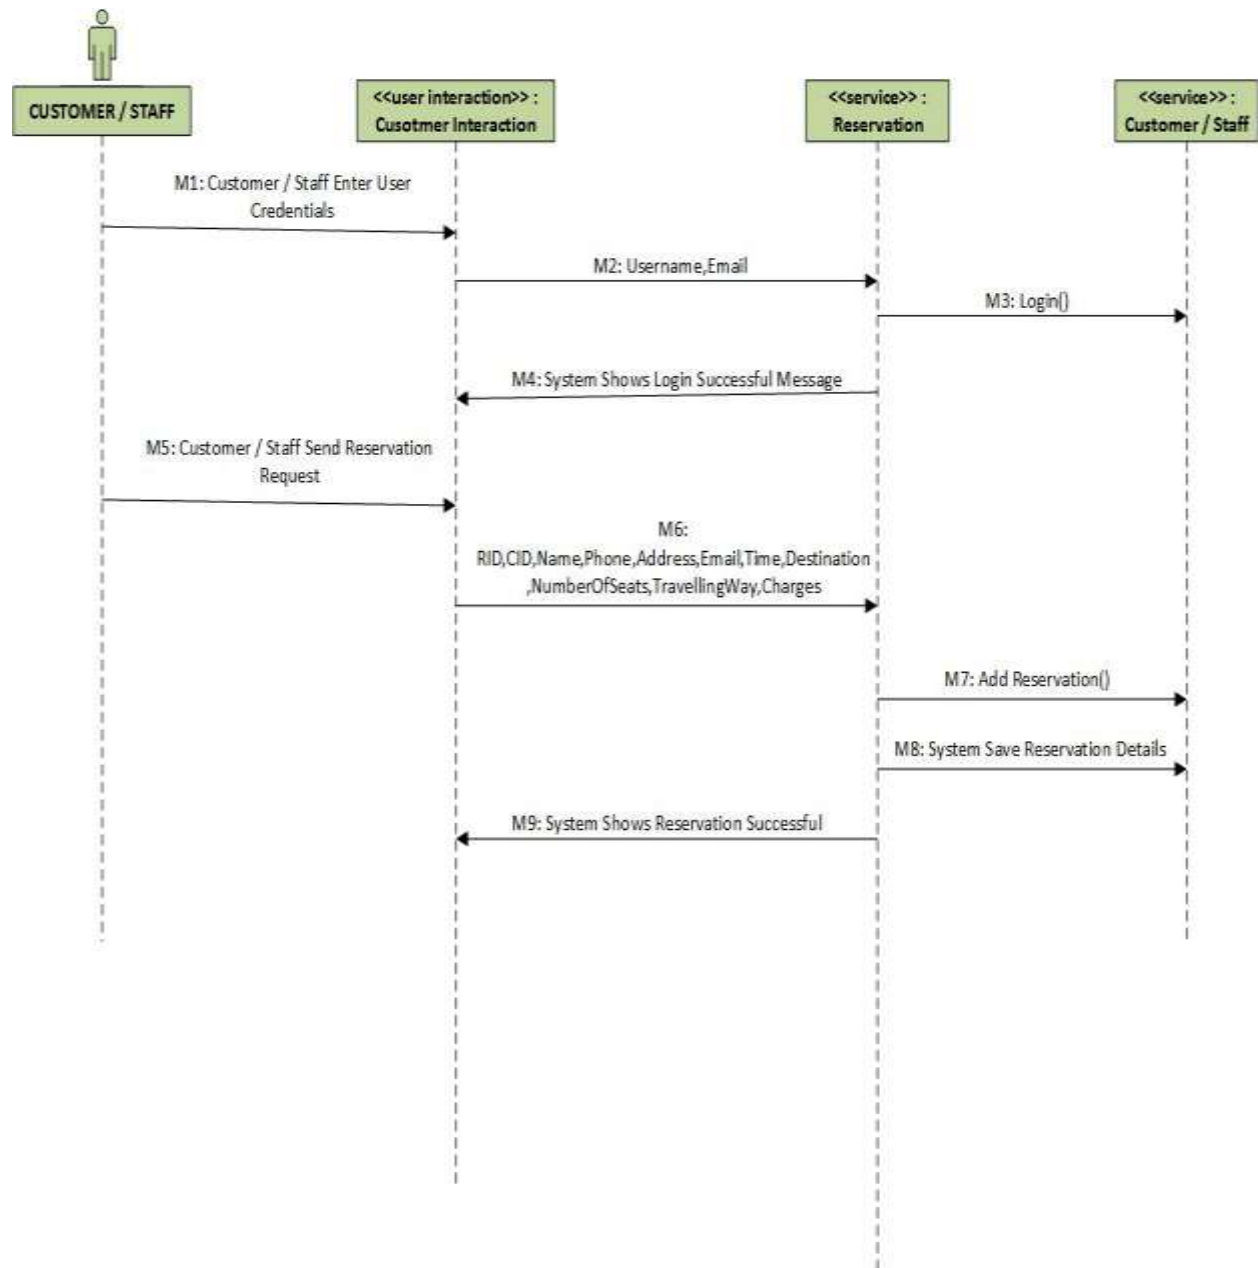 CUSTOMER / STAFF
<<user interaction>> :
Cusotmer Interaction
<<service>> :
Reservation
<<service>> :
Customer / Staff
M1: Customer / Staff Enter User
Credentials
M2: Username,Email
M3: Login()
M4: System Shows Login Successful Message
M5: Customer / Staff Send Reservation
Request
M6:
RID,CID,Name,Phone,Address,Email,Time,Destination
,NumberOfSeats,TravellingWay,Charges
M7: Add Reservation()
M8: System Save Reservation Details
M9: System Shows Reservation Successful